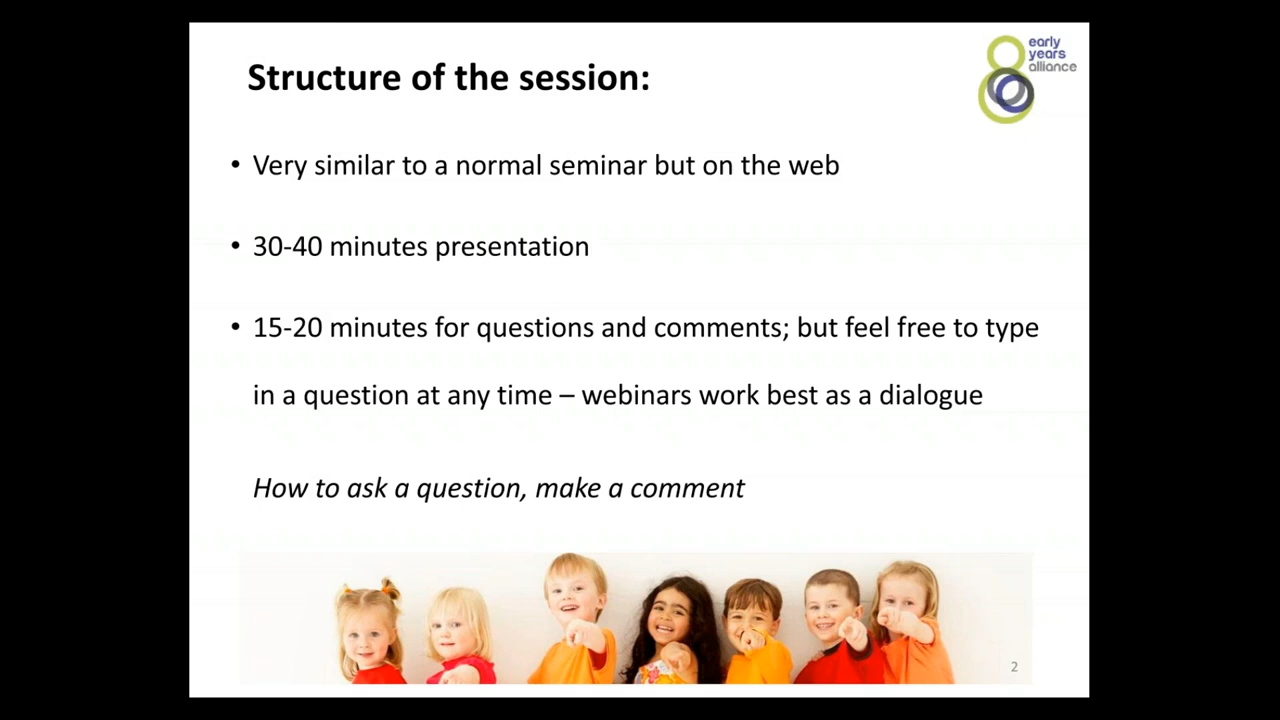 early
years
alliance
Structure of the session:
• Very similar to a normal seminar but on the web
• 30-40 minutes presentation
• 15-20 minutes for questions and comments; but feel free to type
in a question at any time – webinars work best as a dialogue
How to ask a question, make a comment
2